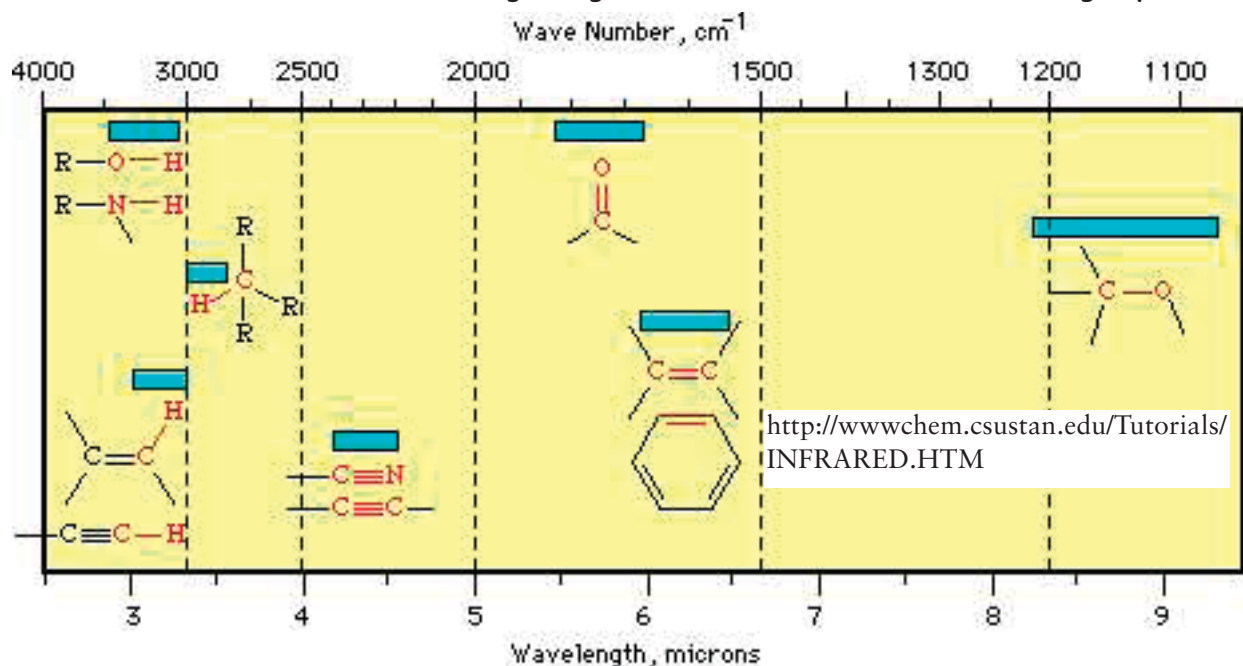 Wave Number, cm-1
4000 3000 2500 2000 1500 1300 1200 1100
R—O—H
R—N—H
O
C
R
C
H R
R
C—O
C=C
H
C=C
C≡N
C≡C
C≡C—H
http://wwwchem.csustan.edu/Tutorials/
INFRARED.HTM
3 4 5 6 7 8 9
Wavelength, microns